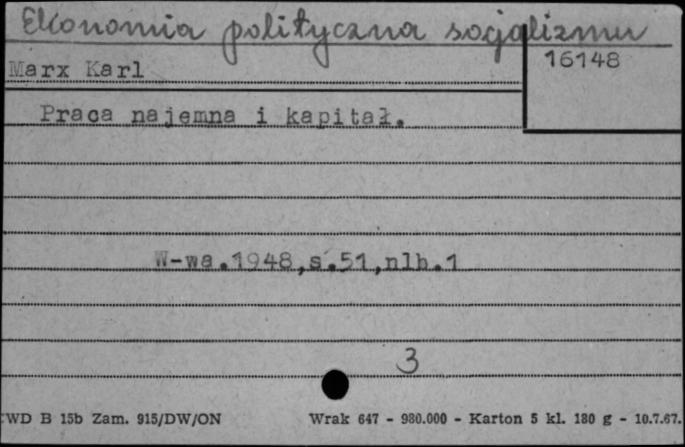 Ekonomia polityczna socjalizmu
16148
Marx Karl
Praca najemna i kapitał.
W-wa.1948,s.51,nlb.1
3
CWD B 15b Zam. 915/DW/ON Wrak 647 - 980.000 - Karton 5 kl. 180 g - 10.7.67.